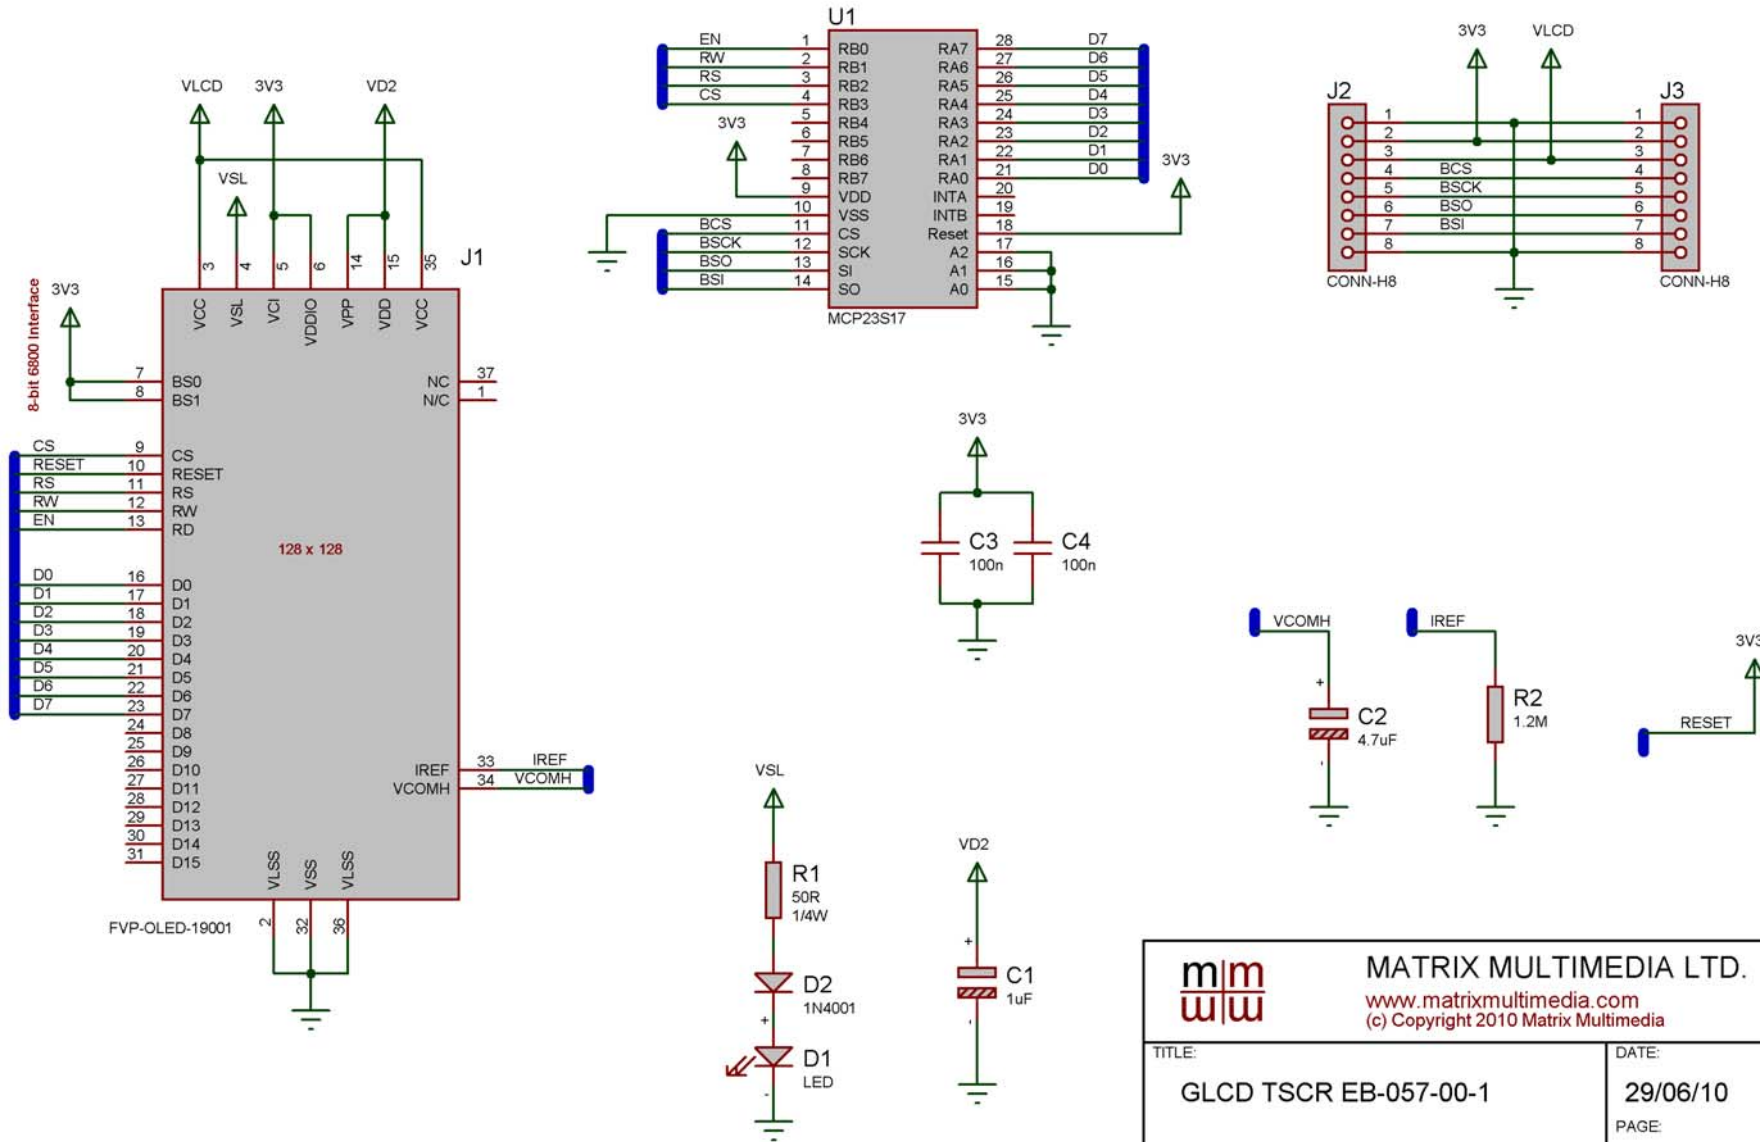 U1
EN 1 RB0 RA7 28 D7
RW 2 RB1 RA6 27 D6
RS 3 RB2 RA5 26 D5
CS 4 RB3 RA4 25 D4
5 RB4 RA3 24 D3
6 RB5 RA2 23 D2
7 RB6 RA1 22 D1
8 RB7 RA0 21 D0
3V3
9 VDD INTA 20
10 VSS INTB 19
BCS 11 CS Reset 18
3V3
BSCK 12 SCK A2 17
BSO 13 SI A1 16
BSI 14 SO A0 15
MCP23S17
3V3 VLCD
J2 J3
1 1
2 2
3 3
4 BCS 4
5 BSCK 5
6 BSO 6
7 BSI 7
8 8
CONN-H8 CONN-H8
VLCD 3V3 VD2
VSL
3 4 5 6 14 15 35
J1
VCC VSL VCI VDDIO VPP VDD VCC
8-bit 6800 Interface
3V3
7 BS0 NC 37
8 BS1 N/C 1
CS 9 CS
RESET 10 RESET
RS 11 RS
RW 12 RW
EN 13 RD
128 x 128
D0 16 D0
D1 17 D1
D2 18 D2
D3 19 D3
D4 20 D4
D5 21 D5
D6 22 D6
D7 23 D7
24 D8
25 D9
26 D10 IREF 33 IREF
27 D11 VCOMH 34 VCOMH
28 D12
29 D13
30 D14
31 D15
VLSS VSS VLSS
2 32 36
FVP-OLED-19001
3V3
C3
100n
C4
100n
VCOMH
+
C2
4.7uF
-
IREF
R2
1.2M
3V3
RESET
VSL
R1
50R
1/4W
D2
1N4001
+
D1
LED
-
VD2
+
C1
1uF
-
m m
w w
MATRIX MULTIMEDIA LTD.
www.matrixmultimedia.com
(c) Copyright 2010 Matrix Multimedia
TITLE:
GLCD TSCR EB-057-00-1
DATE:
29/06/10
PAGE: